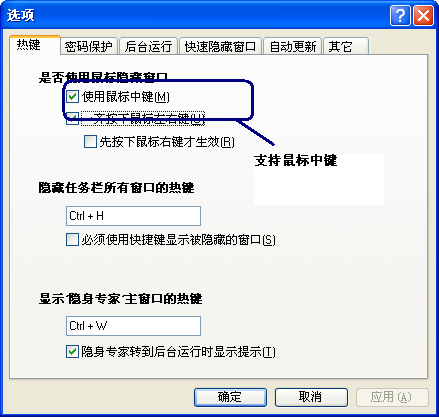 选项
热键
密码保护
后台运行
快速隐藏窗口
自动更新
其它
是否使用鼠标隐藏窗口
使用鼠标中键(M)
一齐按下鼠标左右键(U)
先按下鼠标右键才生效(R)
支持鼠标中键
隐藏任务栏所有窗口的热键
Ctrl + H
必须使用快捷键显示被隐藏的窗口(S)
显示'隐身专家'主窗口的热键
Ctrl + W
隐身专家转到后台运行时显示提示(T)
确定
取消
应用(A)